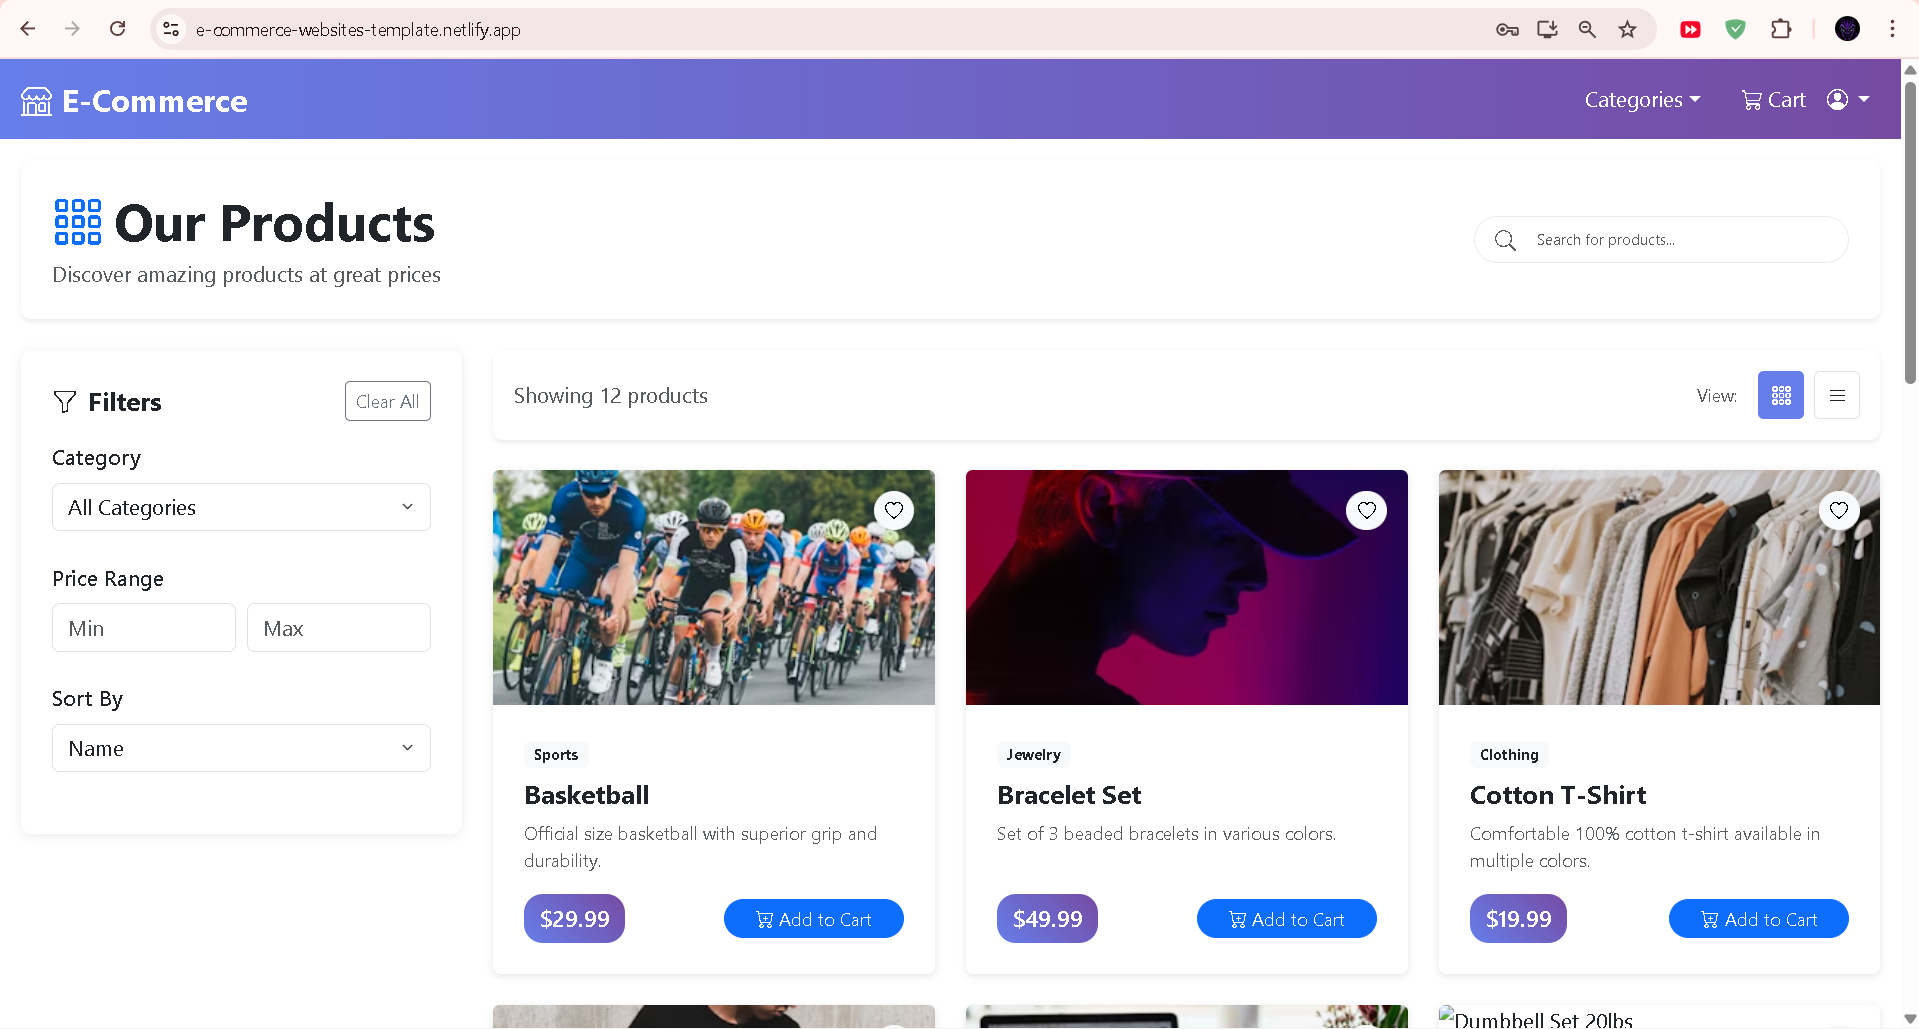 e-commerce-websites-template.netlify.app
E-Commerce
Categories
Cart
Our Products
Discover amazing products at great prices
Search for products...
Filters
Clear All
Category
All Categories
Price Range
Min
Max
Sort By
Name
Showing 12 products
View:
Sports
Basketball
Official size basketball with superior grip and
durability.
$29.99
Add to Cart
Jewelry
Bracelet Set
Set of 3 beaded bracelets in various colors.
$49.99
Add to Cart
Clothing
Cotton T-Shirt
Comfortable 100% cotton t-shirt available in
multiple colors.
$19.99
Add to Cart
Dumbbell Set 20lbs